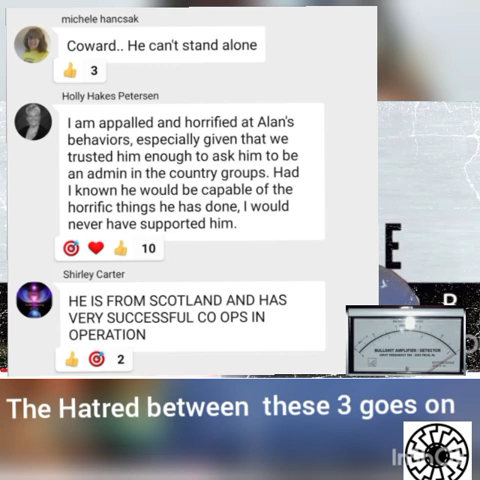 michele hancsak
Coward.. He can't stand alone
👍 3
Holly Hakes Petersen
I am appalled and horrified at Alan's
behaviors, especially given that we
trusted him enough to ask him to be
an admin in the country groups. Had
I known he would be capable of the
horrific things he has done, I would
never have supported him.
🎯 ❤️ 👍 10
Shirley Carter
HE IS FROM SCOTLAND AND HAS
VERY SUCCESSFUL CO OPS IN
OPERATION
👍 🎯 2
E
BULLSHIT AMPLIFIER / DETECTOR
The Hatred between these 3 goes on